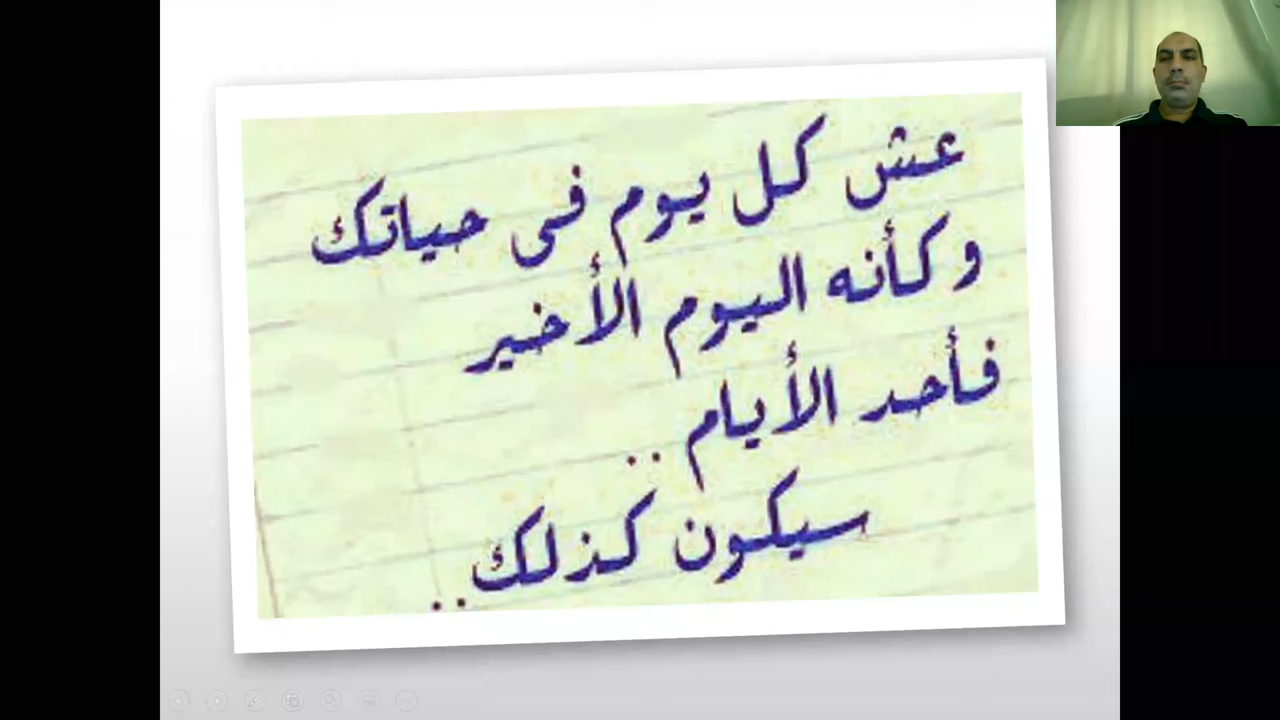 عش كل يوم فى حياتك
وكأنه اليوم الأخير
فأحد الأيام ..
سيكون كذلك ..